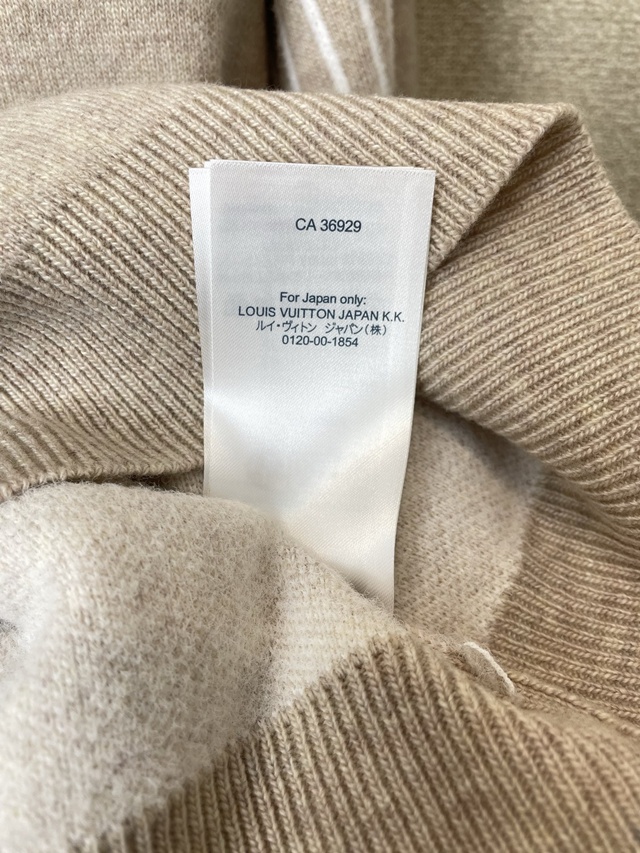 CA 36929
For Japan only:
LOUIS VUITTON JAPAN K.K.
ルイ・ヴィトン ジャパン(株)
0120-00-1854